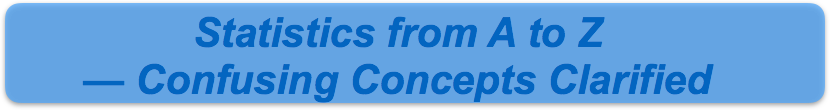 Statistics from A to Z
— Confusing Concepts Clarified